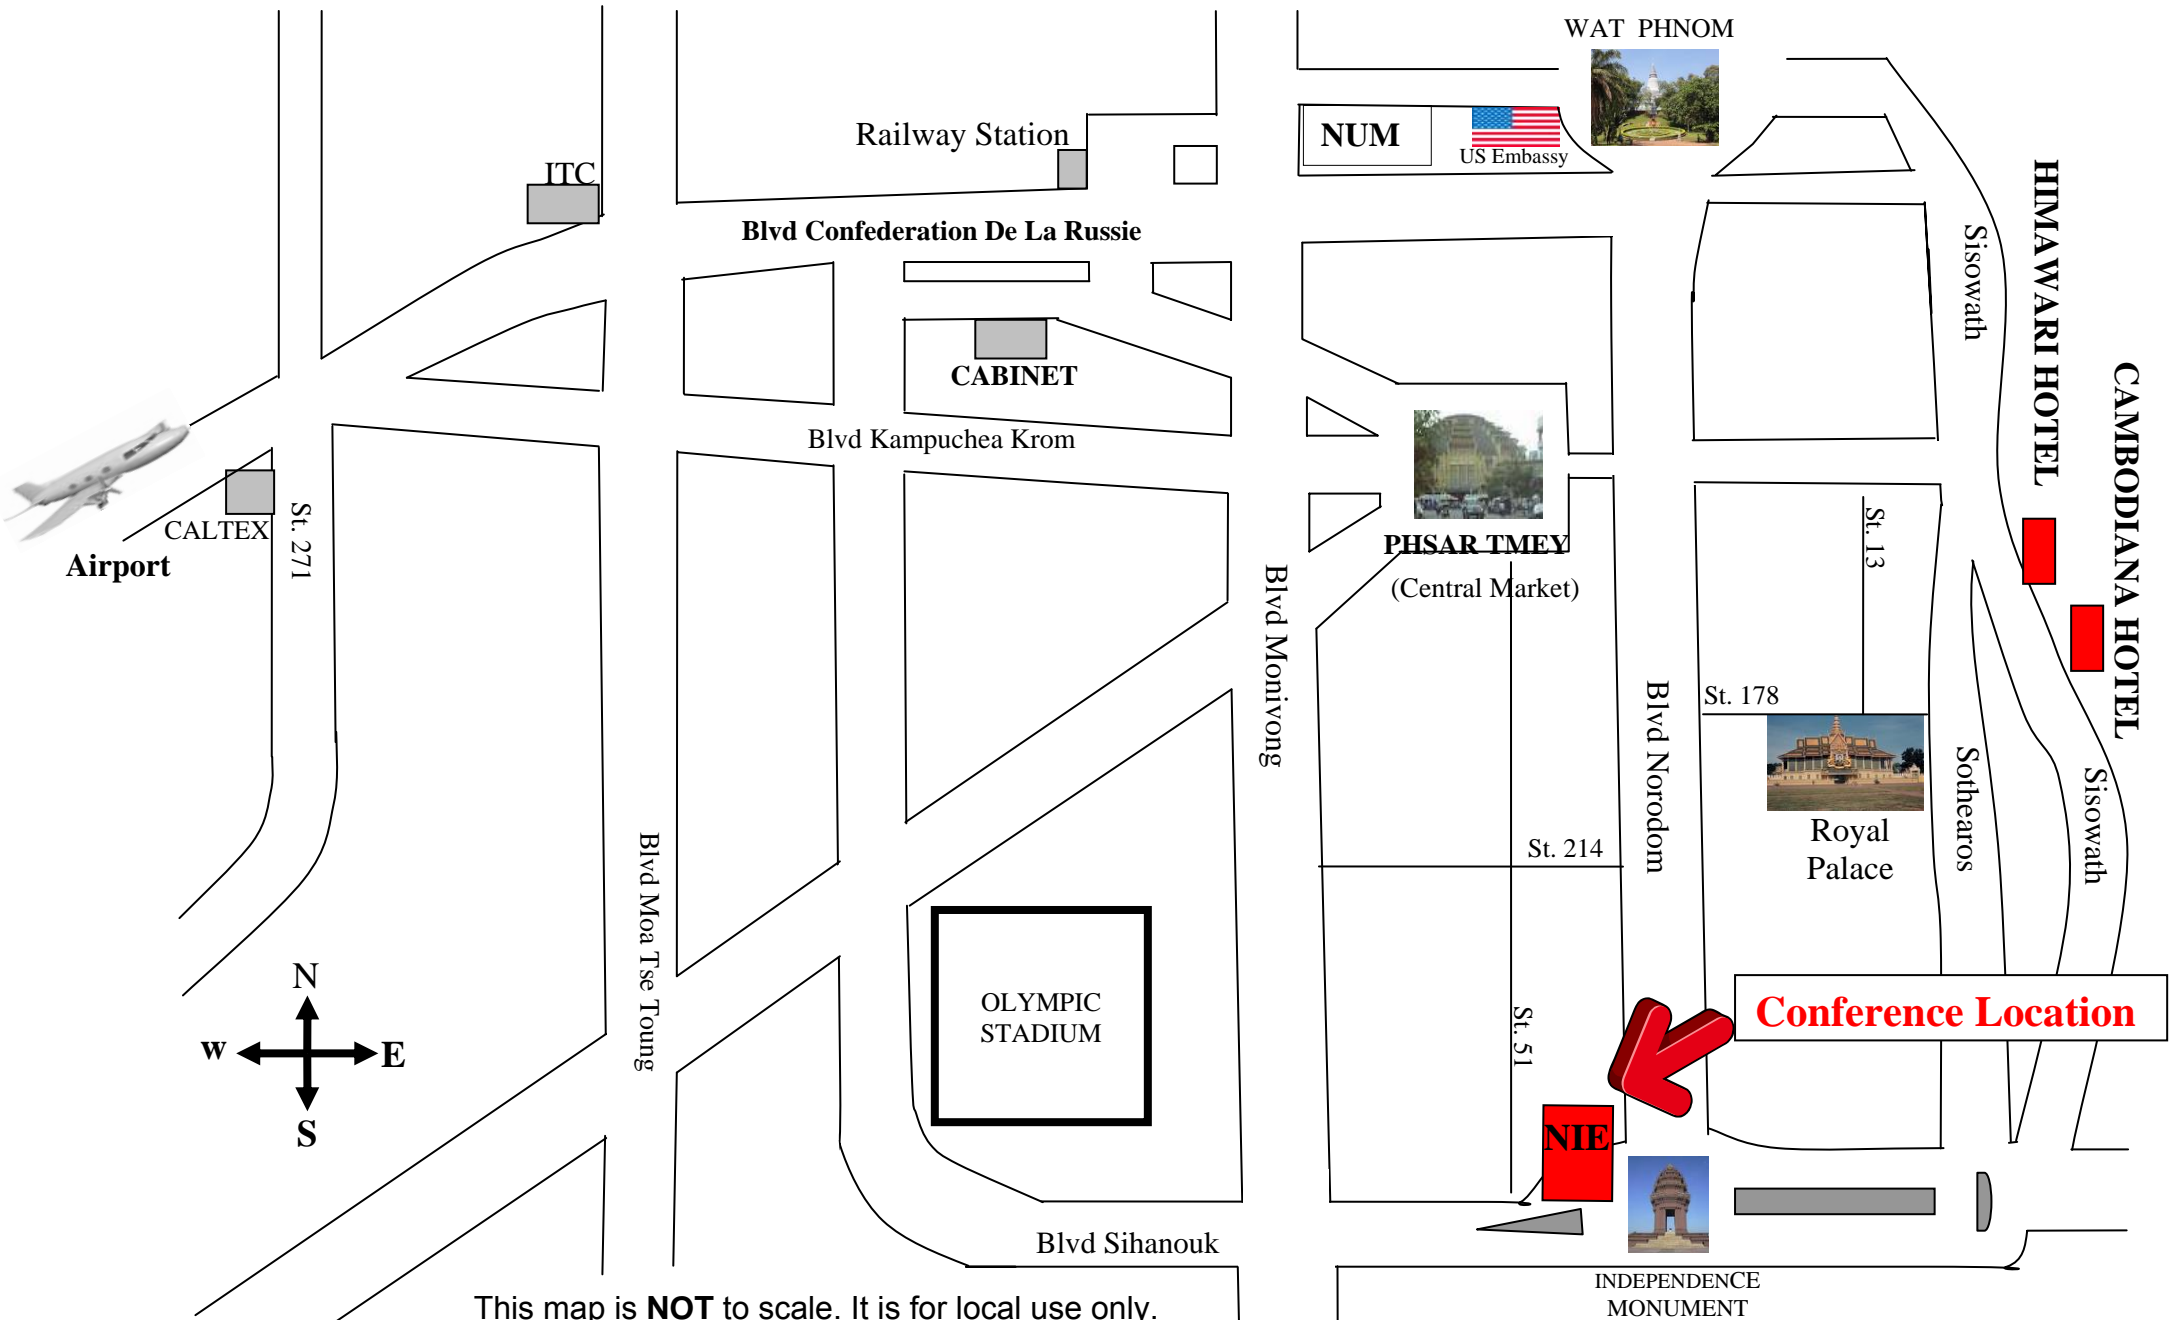 WAT PHNOM
Railway Station
NUM
US Embassy
ITC
Blvd Confederation De La Russie
Sisowath
HIMAWARI HOTEL
CABINET
Blvd Kampuchea Krom
CAMBODIANA HOTEL
CALTEX
Airport
St. 271
PHSAR TMEY
(Central Market)
St. 13
Blvd Monivong
St. 178
Blvd Norodom
Royal
Palace
Sothearos
Sisowath
St. 214
Blvd Moa Tse Toung
N
W
E
S
OLYMPIC
STADIUM
St. 51
Conference Location
NIE
Blvd Sihanouk
INDEPENDENCE
MONUMENT
This map is NOT to scale. It is for local use only.